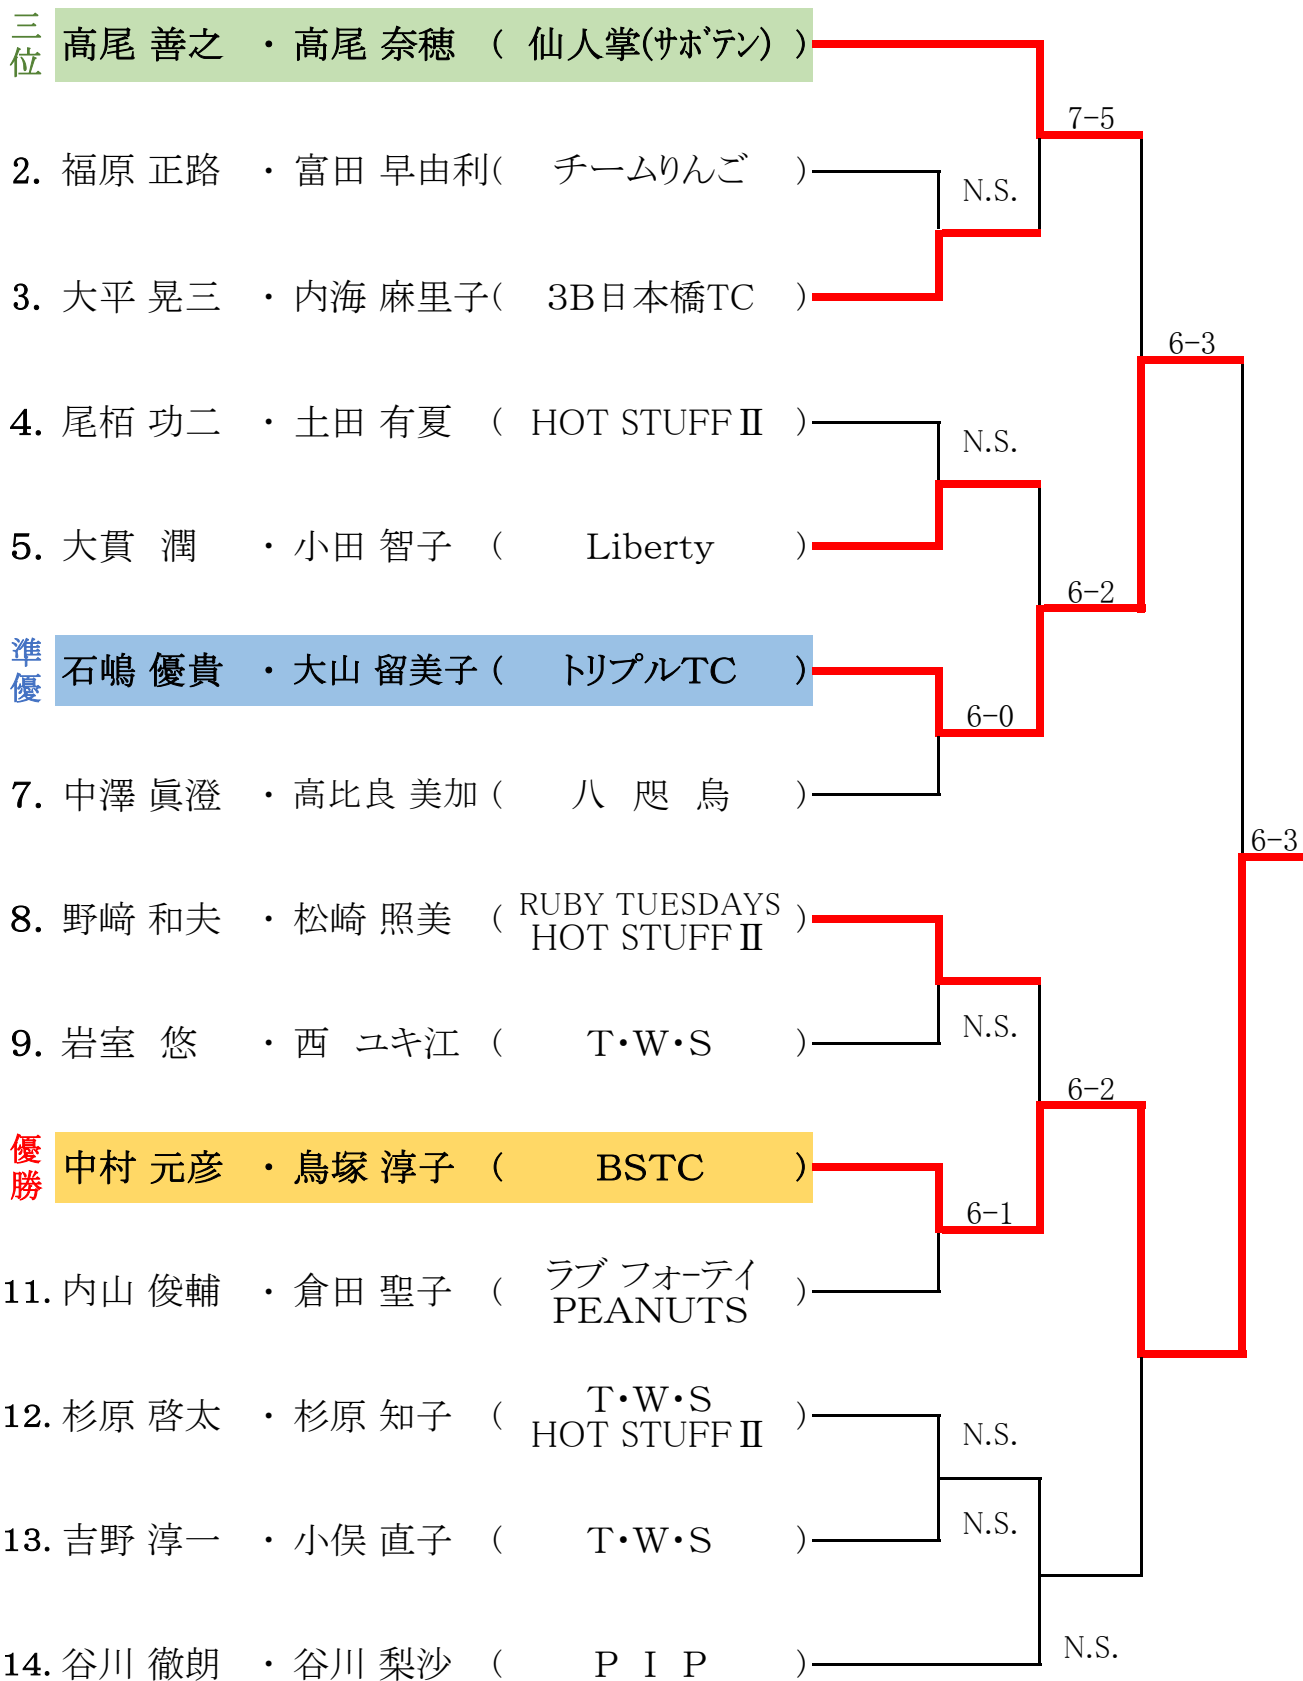 三位 高尾 善之 ・ 高尾 奈穂 ( 仙人掌(サボテン) )
7-5
2. 福原 正路 ・ 富田 早由利( チームりんご )
N.S.
3. 大平 晃三 ・ 内海 麻里子( 3B日本橋TC )
6-3
4. 尾栢 功二 ・ 土田 有夏 ( HOT STUFFⅡ )
N.S.
5. 大貫 潤 ・ 小田 智子 ( Liberty )
6-2
準優 石嶋 優貴 ・ 大山 留美子 ( トリプルTC )
6-0
7. 中澤 眞澄 ・ 高比良 美加 ( 八 咫 烏 )
6-3
8. 野﨑 和夫 ・ 松崎 照美 ( RUBY TUESDAYS
HOT STUFFⅡ )
N.S.
9. 岩室 悠 ・ 西 ユキ江 ( T・W・S )
6-2
優勝 中村 元彦 ・ 鳥塚 淳子 ( BSTC )
6-1
11. 内山 俊輔 ・ 倉田 聖子 ( ラブ フォーティ
PEANUTS )
12. 杉原 啓太 ・ 杉原 知子 ( T・W・S
HOT STUFFⅡ )
N.S.
N.S.
13. 吉野 淳一 ・ 小俣 直子 ( T・W・S )
N.S.
14. 谷川 徹朗 ・ 谷川 梨沙 ( P I P )